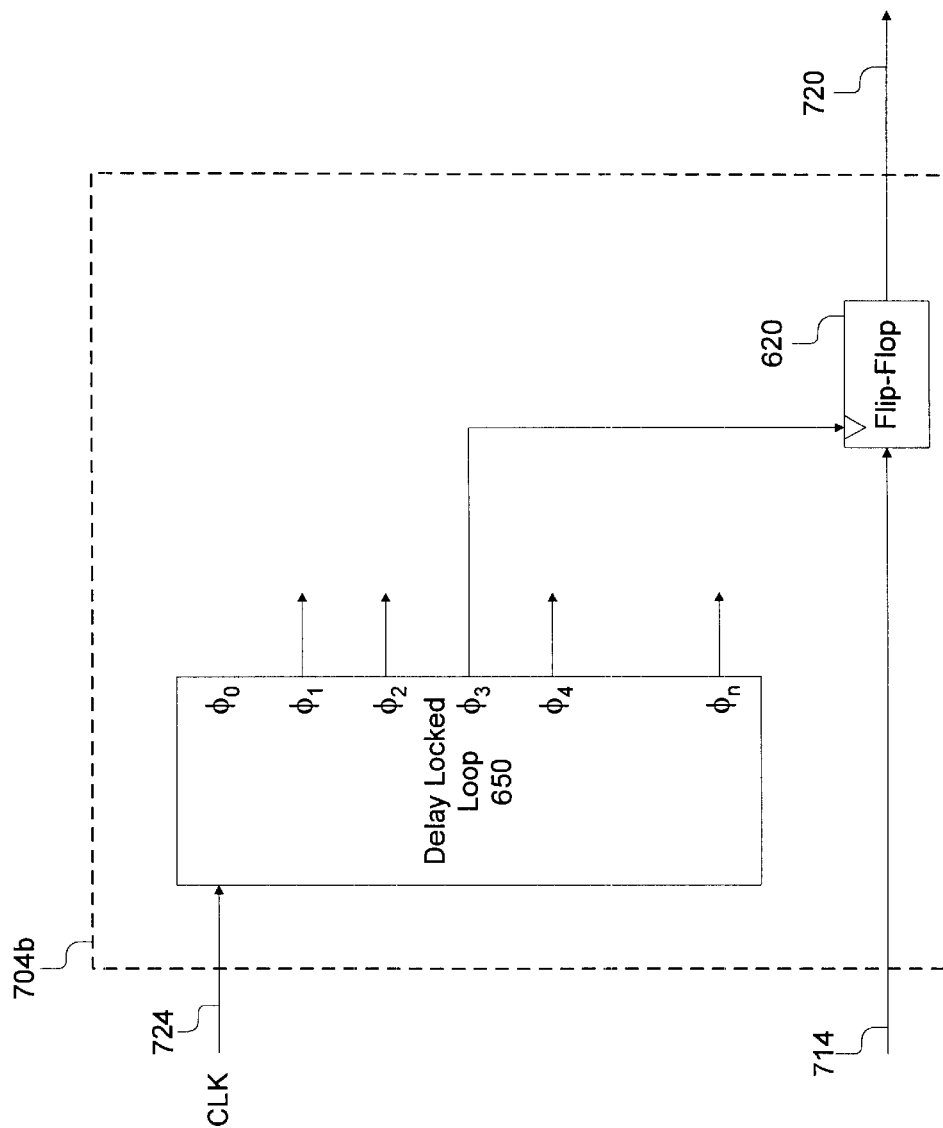 704b
724
CLK
ϕ0
ϕ1
ϕ2
ϕ3
ϕ4
ϕn
Delay Locked
Loop
650
620
Flip-Flop
714
720